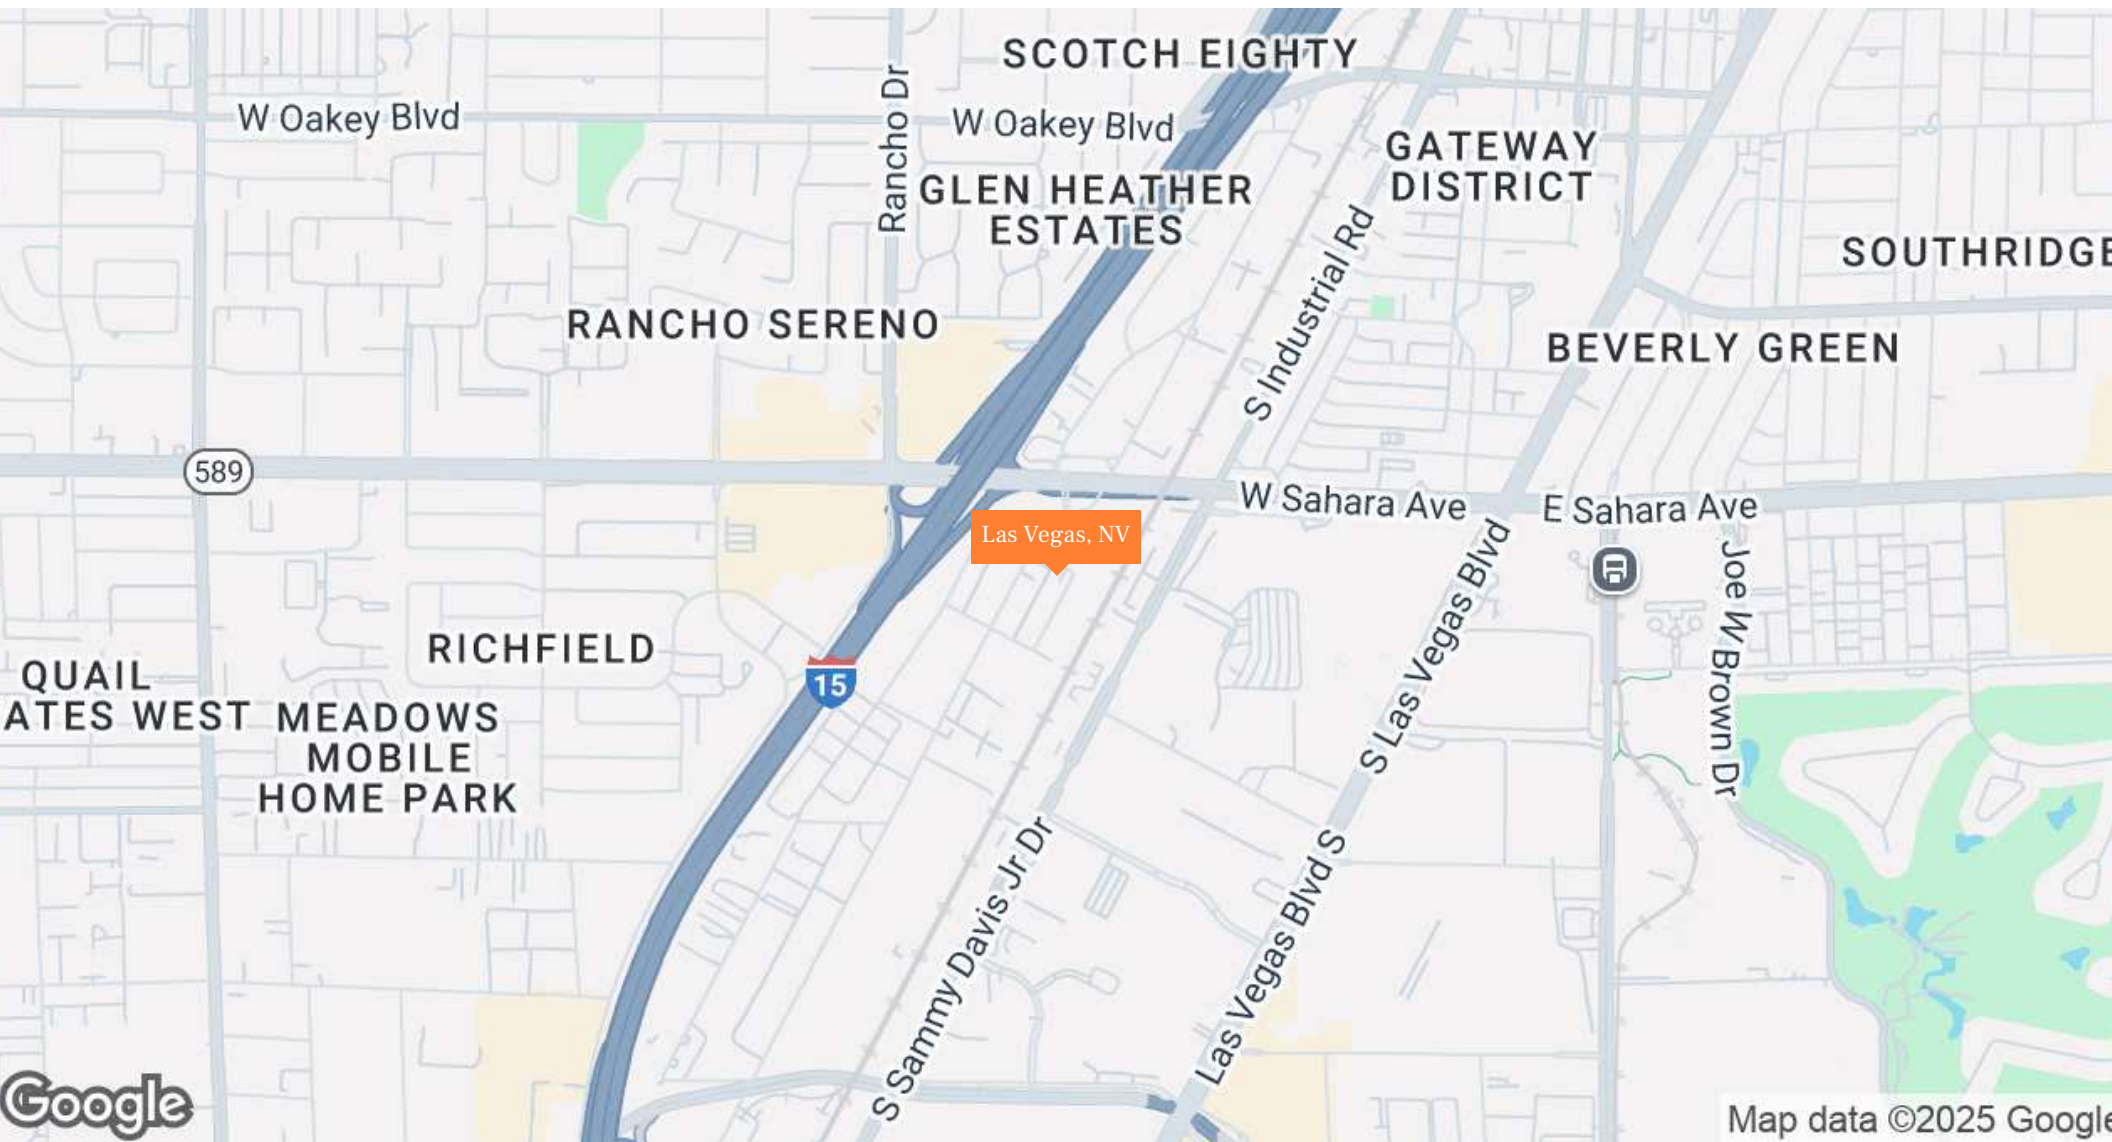 SCOTCH EIGHTY
W Oakey Blvd
Rancho Dr
W Oakey Blvd
GATEWAY
DISTRICT
GLEN HEATHER
ESTATES
S Industrial Rd
SOUTHRIDGE
RANCHO SERENO
BEVERLY GREEN
589
W Sahara Ave
E Sahara Ave
Las Vegas, NV
S Las Vegas Blvd
Joe W Brown Dr
RICHFIELD
15
QUAIL
ATES WEST
MEADOWS
MOBILE
HOME PARK
S Sammy Davis Jr Dr
Las Vegas Blvd S
Google
Map data ©2025 Google